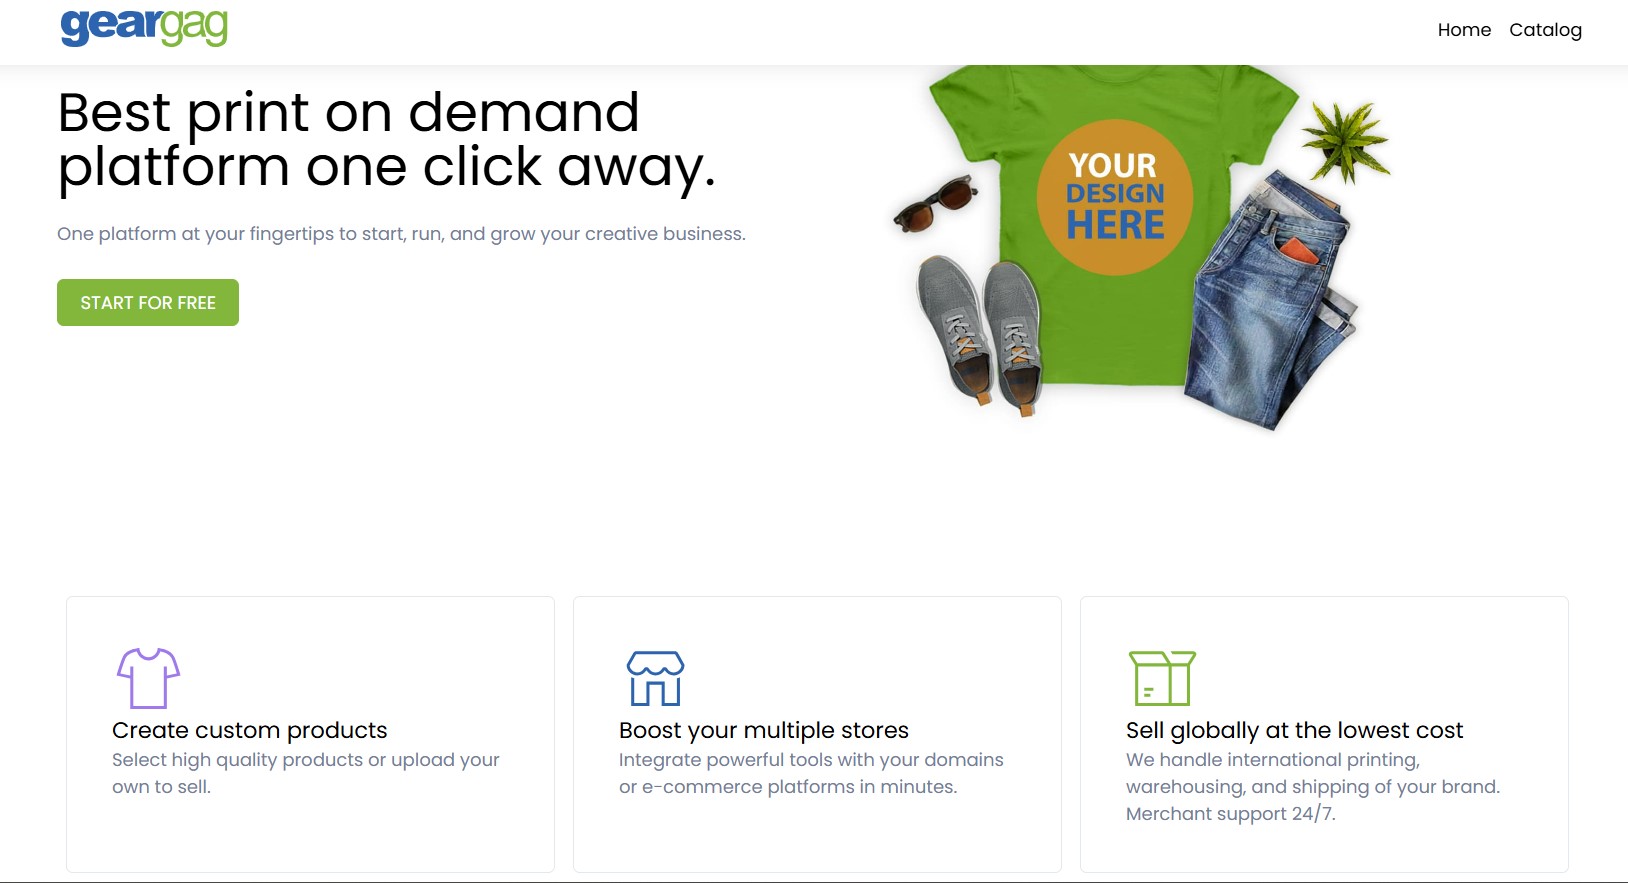 geargag
Home Catalog
Best print on demand
platform one click away.
One platform at your fingertips to start, run, and grow your creative business.
START FOR FREE
YOUR
DESIGN
HERE
Create custom products
Select high quality products or upload your
own to sell.
Boost your multiple stores
Integrate powerful tools with your domains
or e-commerce platforms in minutes.
Sell globally at the lowest cost
We handle international printing,
warehousing, and shipping of your brand.
Merchant support 24/7.